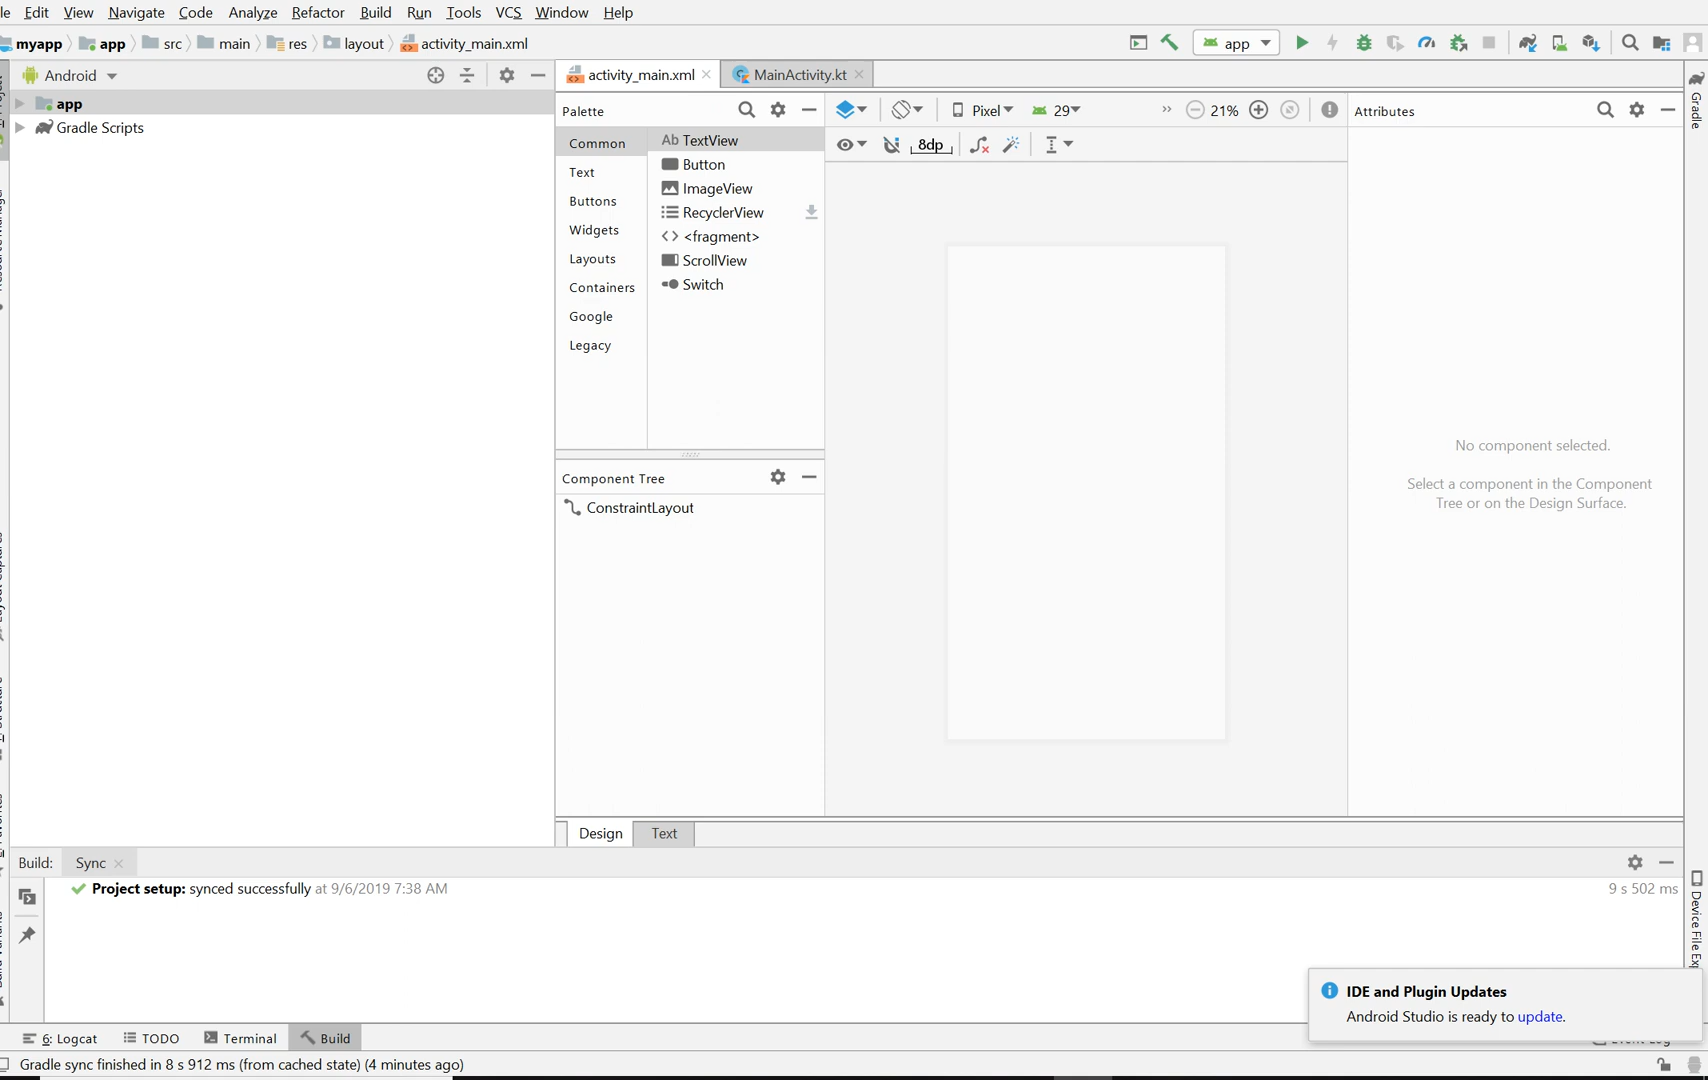 le Edit View Navigate Code Analyze Refactor Build Run Tools VCS Window Help
myapp app src main res layout activity_main.xml
app
Android
activity_main.xml MainActivity.kt
Gradle
app
Gradle Scripts
Palette
Pixel 29 21%
Attributes
8dp
Common
Text
Buttons
Widgets
Layouts
Containers
Google
Legacy
Ab TextView
Button
ImageView
RecyclerView
<fragment>
ScrollView
Switch
Component Tree
ConstraintLayout
No component selected.
Select a component in the Component
Tree or on the Design Surface.
Design Text
Build: Sync
Project setup: synced successfully at 9/6/2019 7:38 AM
9 s 502 ms
Device File Exp
IDE and Plugin Updates
Android Studio is ready to update.
6: Logcat TODO Terminal Build
Gradle sync finished in 8 s 912 ms (from cached state) (4 minutes ago)